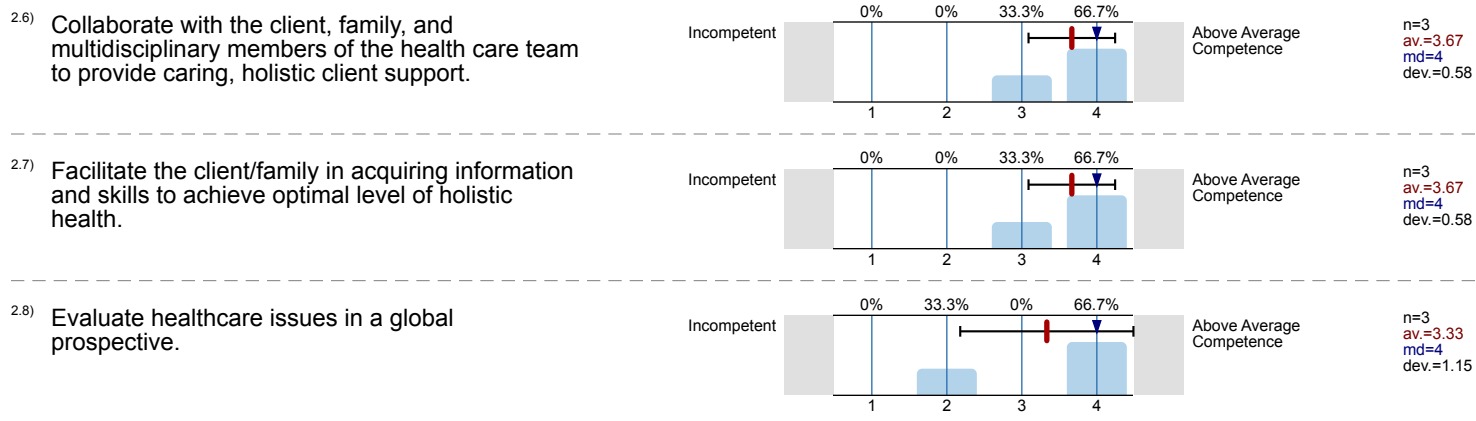 2.6) Collaborate with the client, family, and
multidisciplinary members of the health care team
to provide caring, holistic client support.
0% 0% 33.3% 66.7%
Incompetent
Above Average
Competence
1 2 3 4
n=3
av.=3.67
md=4
dev.=0.58
2.7) Facilitate the client/family in acquiring information
and skills to achieve optimal level of holistic
health.
0% 0% 33.3% 66.7%
Incompetent
Above Average
Competence
1 2 3 4
n=3
av.=3.67
md=4
dev.=0.58
2.8) Evaluate healthcare issues in a global
prospective.
0% 33.3% 0% 66.7%
Incompetent
Above Average
Competence
1 2 3 4
n=3
av.=3.33
md=4
dev.=1.15